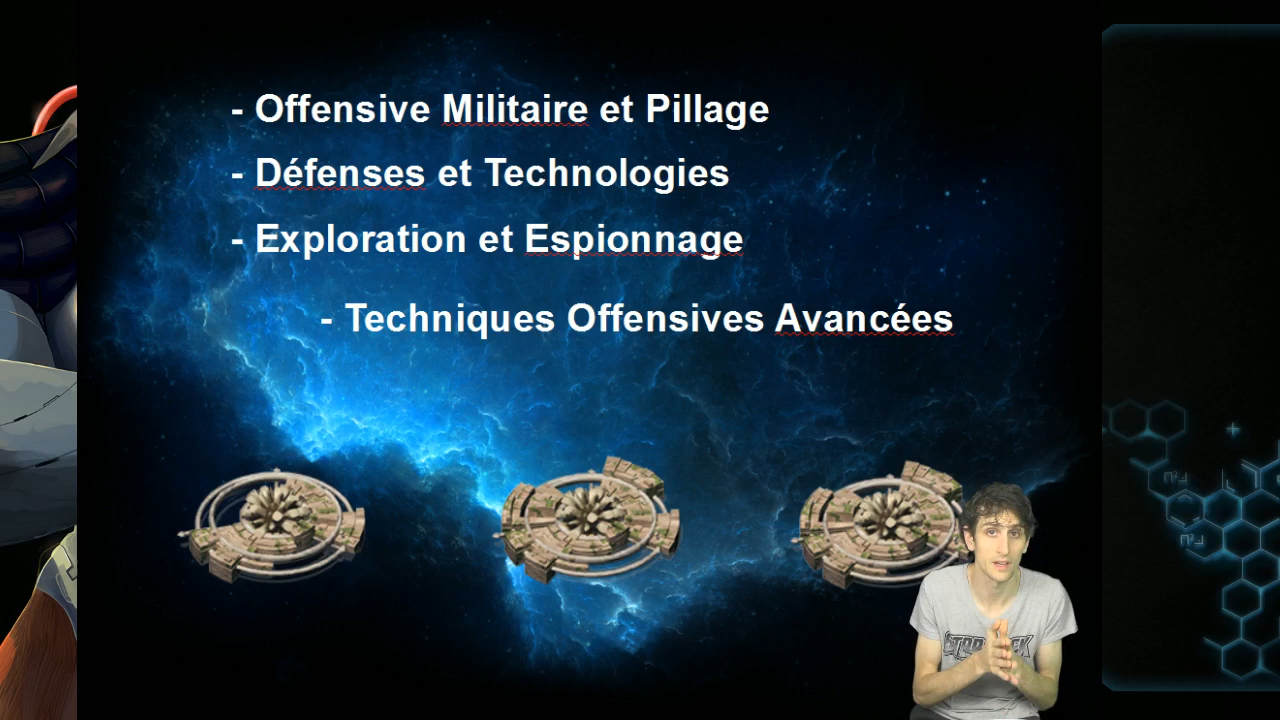 - Offensive Militaire et Pillage
- Défenses et Technologies
- Exploration et Espionnage
- Techniques Offensives Avancées